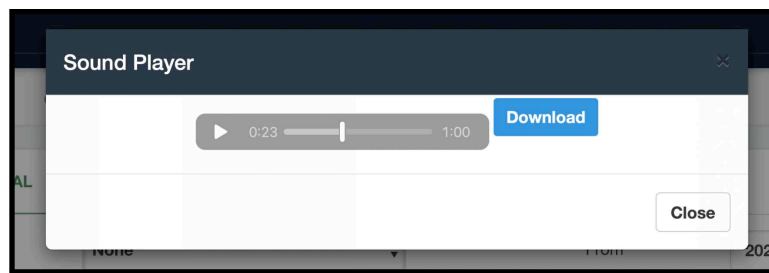 Sound Player
×
0:23
1:00
Download
AL
Close
None
From
202